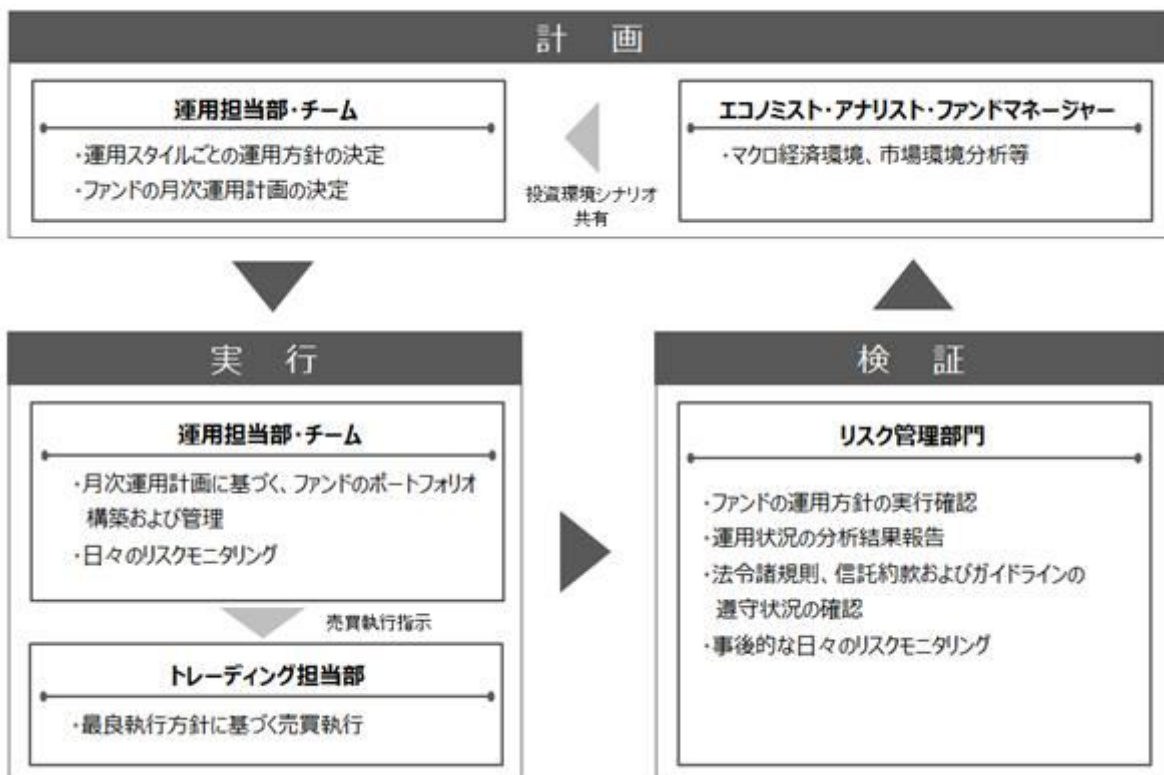 計　画
運用担当部・チーム
・運用スタイルごとの運用方針の決定
・ファンドの月次運用計画の決定
投資環境シナリオ
共有
エコノミスト・アナリスト・ファンドマネージャー
・マクロ経済環境、市場環境分析等
実　行
運用担当部・チーム
・月次運用計画に基づく、ファンドのポートフォリオ
構築および管理
・日々のリスクモニタリング
売買執行指示
トレーディング担当部
・最良執行方針に基づく売買執行
検　証
リスク管理部門
・ファンドの運用方針の実行確認
・運用状況の分析結果報告
・法令諸規則、信託約款およびガイドラインの
遵守状況の確認
・事後的な日々のリスクモニタリング